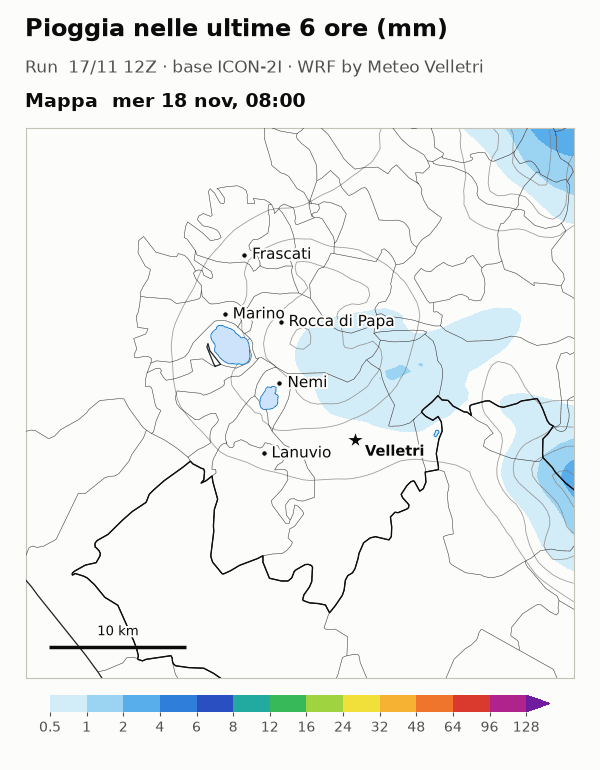 Pioggia nelle ultime 6 ore (mm)
Run  17/11 12Z · base ICON-2I · WRF by Meteo Velletri
Mappa  mer 18 nov, 08:00
Frascati
Marino
Rocca di Papa
Nemi
Velletri
Lanuvio
10 km
0.5 1 2 4 6 8 12 16 24 32 48 64 96 128